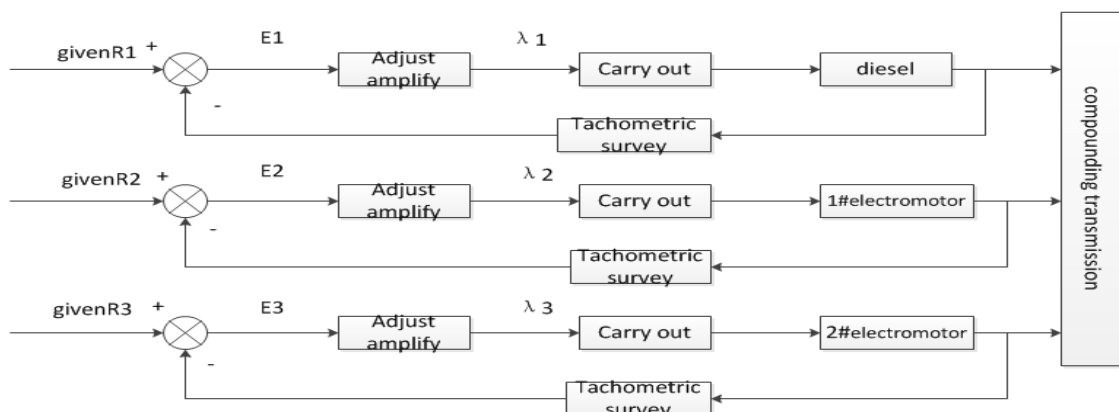 givenR1
+
E1
Adjust
amplify
λ 1
Carry out
diesel
-
Tachometric
survey
givenR2
+
E2
Adjust
amplify
λ 2
Carry out
1#electromotor
-
Tachometric
survey
givenR3
+
E3
Adjust
amplify
λ 3
Carry out
2#electromotor
-
Tachometric
survey
compounding transmission